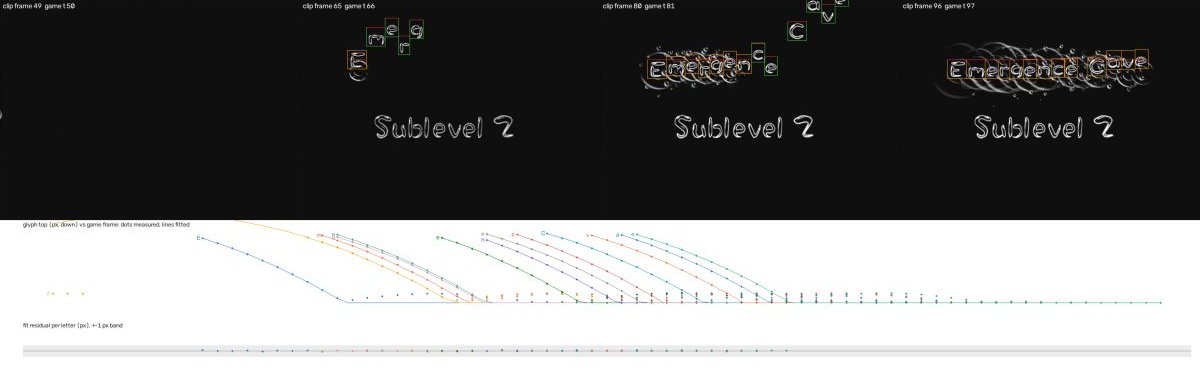 clip frame 49 game t 50
clip frame 65 game t 66
clip frame 80 game t 81
clip frame 96 game t 97
E m e r g
Emergence Cave
Emergence Cave
Sublevel 2
Sublevel 2
Sublevel 2
glyph top (px, down) vs game frame: dots measured, lines fitted
fit residual per letter (px), +-1 px band